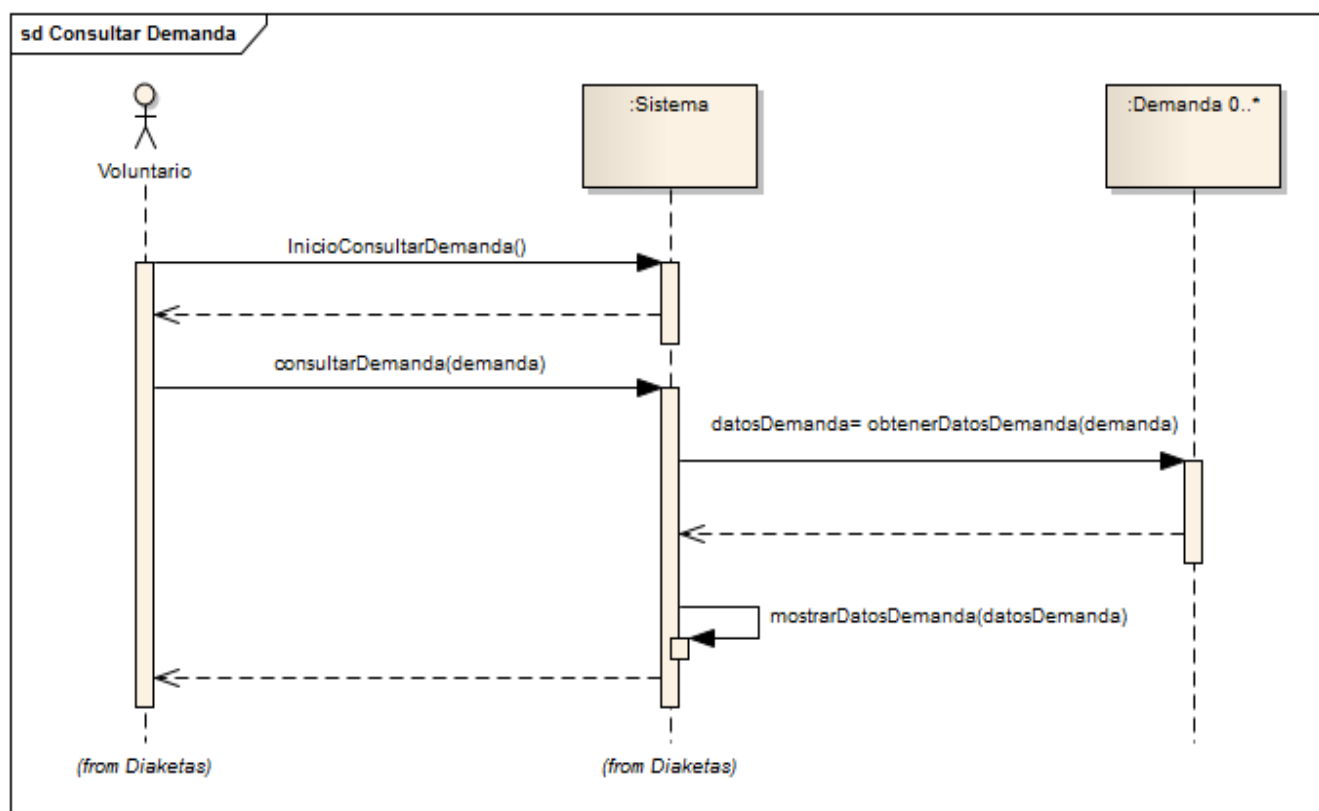 sd Consultar Demanda
Voluntario
:Sistema
:Demanda 0..*
InicioConsultarDemanda()
consultarDemanda(demanda)
datosDemanda= obtenerDatosDemanda(demanda)
mostrarDatosDemanda(datosDemanda)
(from Diaketas)
(from Diaketas)